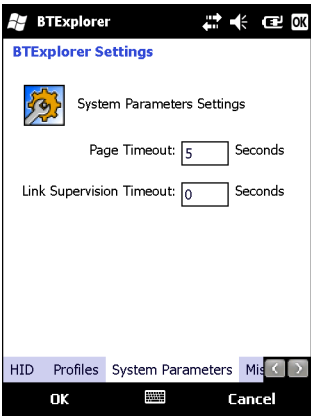 BTExplorer OK
BTExplorer Settings
System Parameters Settings
Page Timeout: 5 Seconds
Link Supervision Timeout: 0 Seconds
HID Profiles System Parameters Mis
OK Cancel